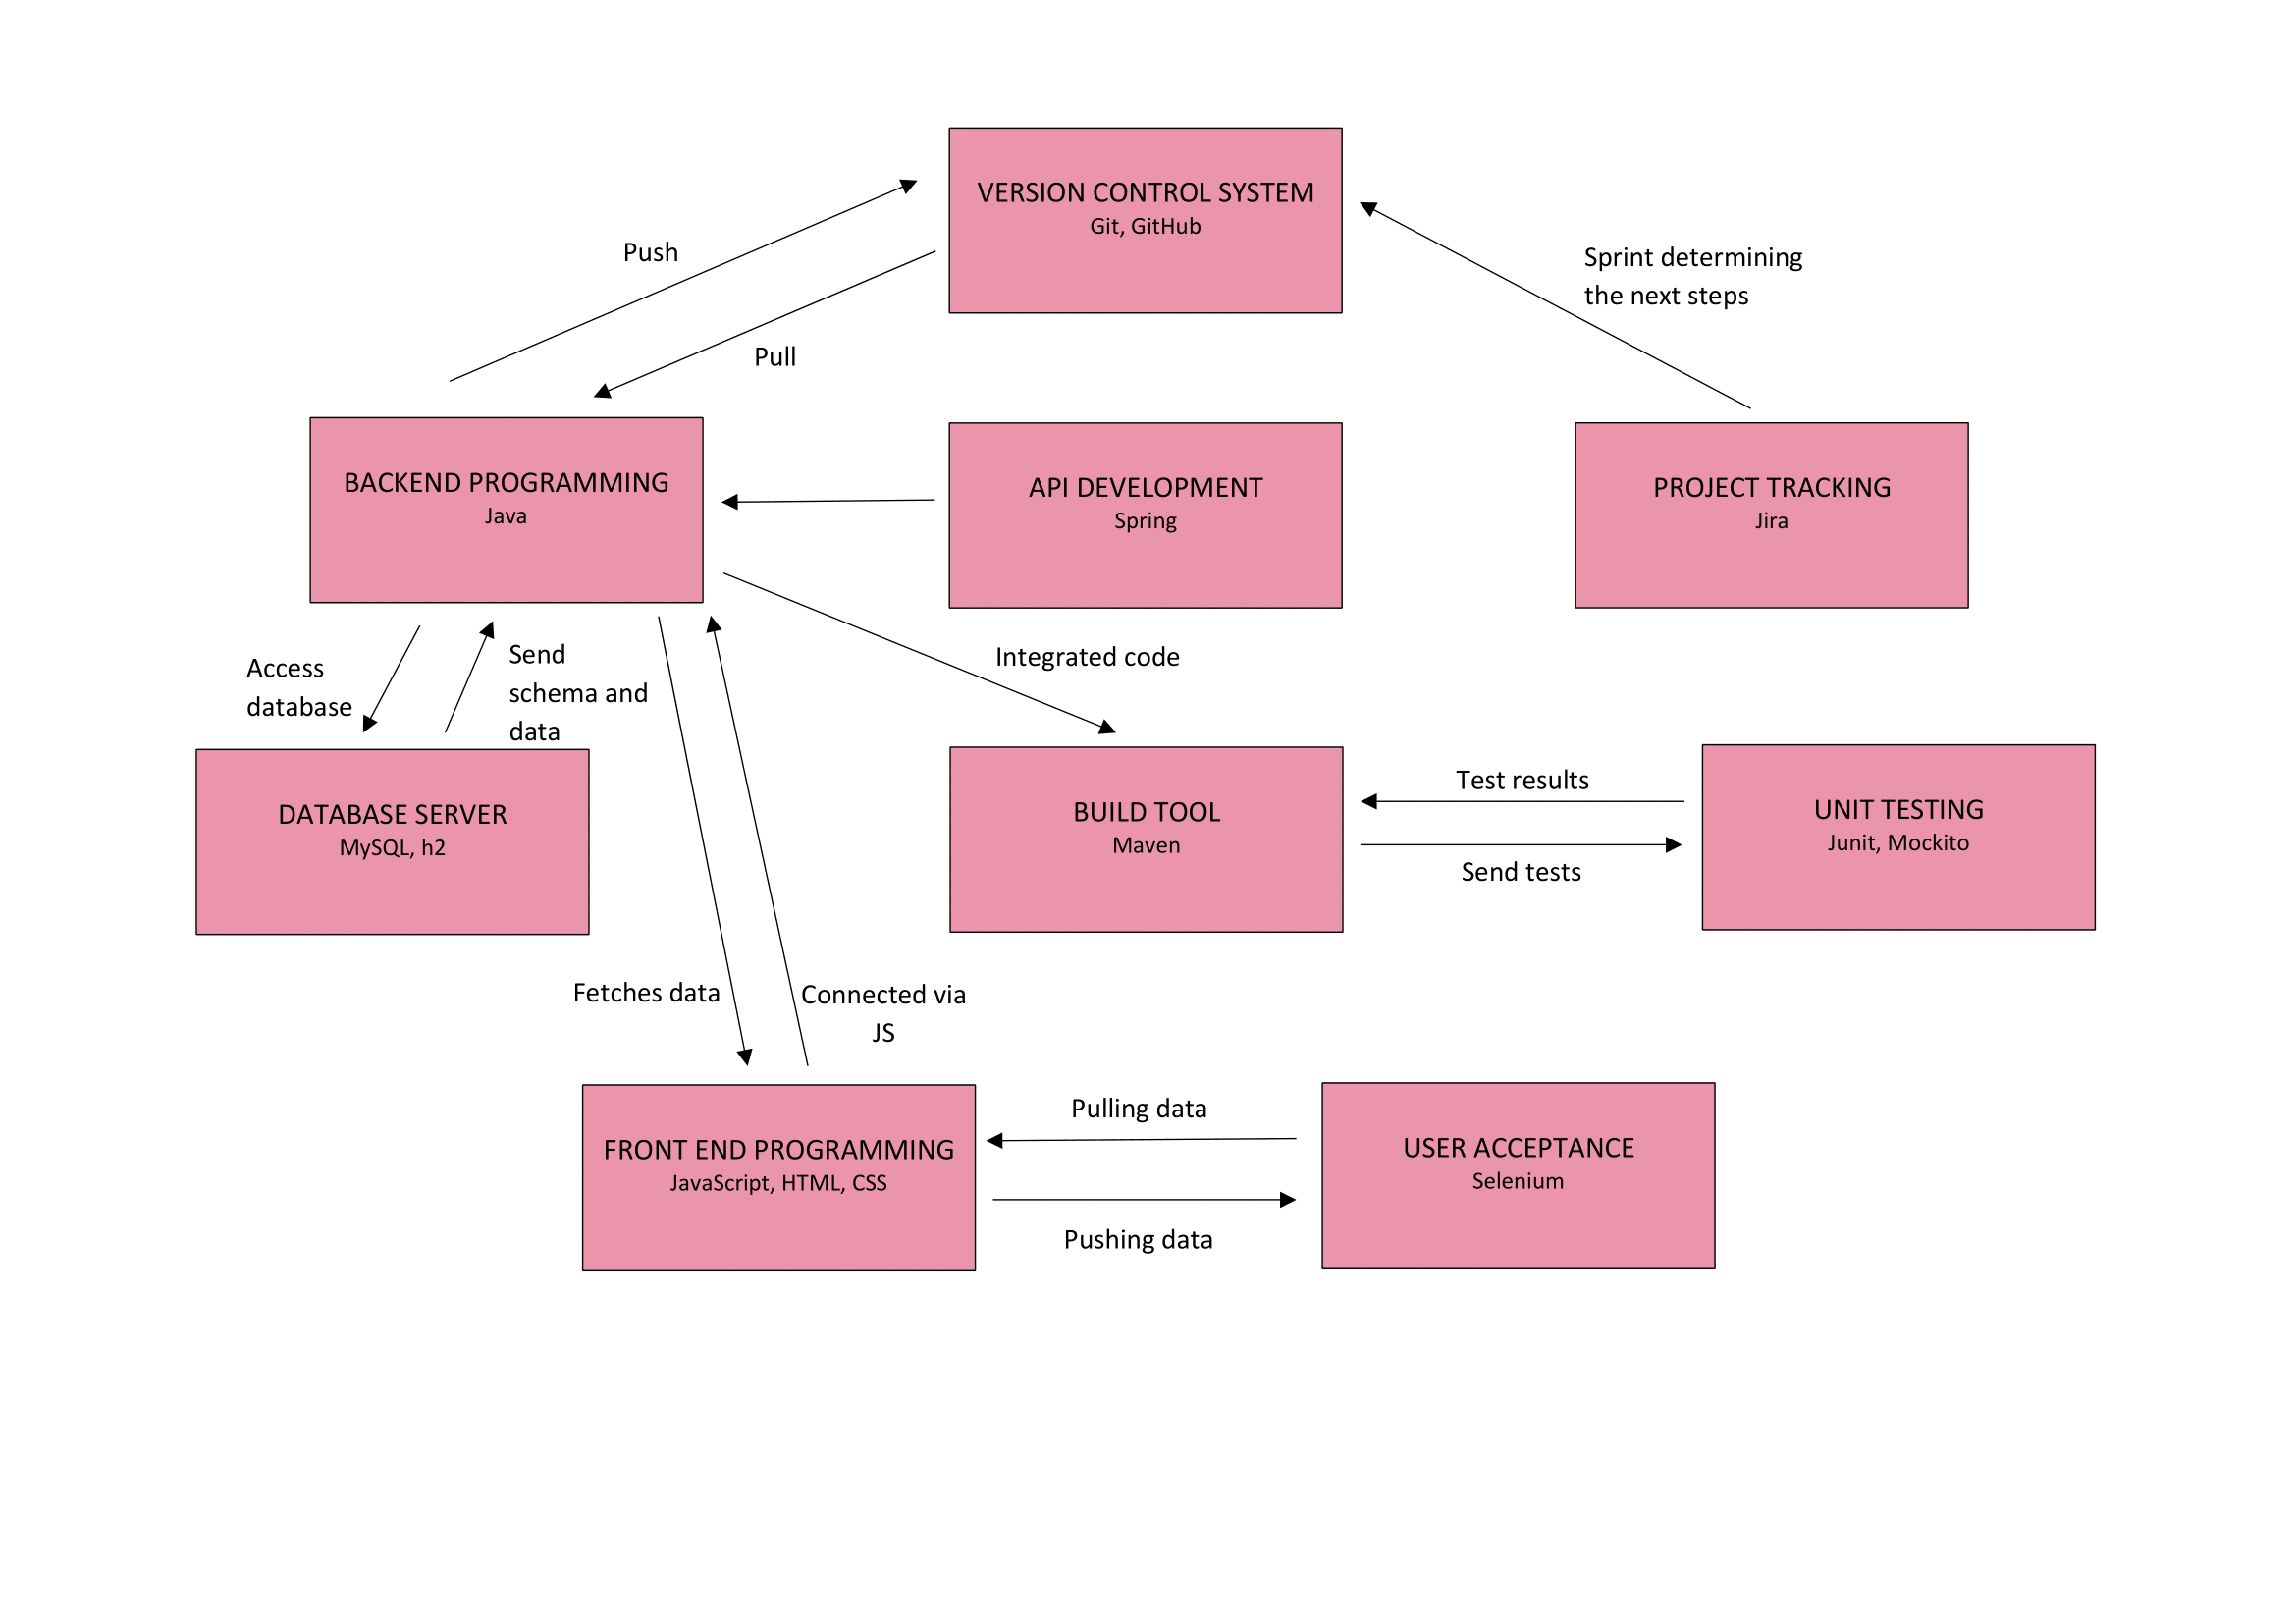 VERSION CONTROL SYSTEM
Git, GitHub
Push
Sprint determining
the next steps
Pull
BACKEND PROGRAMMING
Java
API DEVELOPMENT
Spring
PROJECT TRACKING
Jira
Access
database
Send
schema and
data
Integrated code
DATABASE SERVER
MySQL, h2
BUILD TOOL
Maven
Test results
Send tests
UNIT TESTING
Junit, Mockito
Fetches data
Connected via
JS
FRONT END PROGRAMMING
JavaScript, HTML, CSS
Pulling data
Pushing data
USER ACCEPTANCE
Selenium